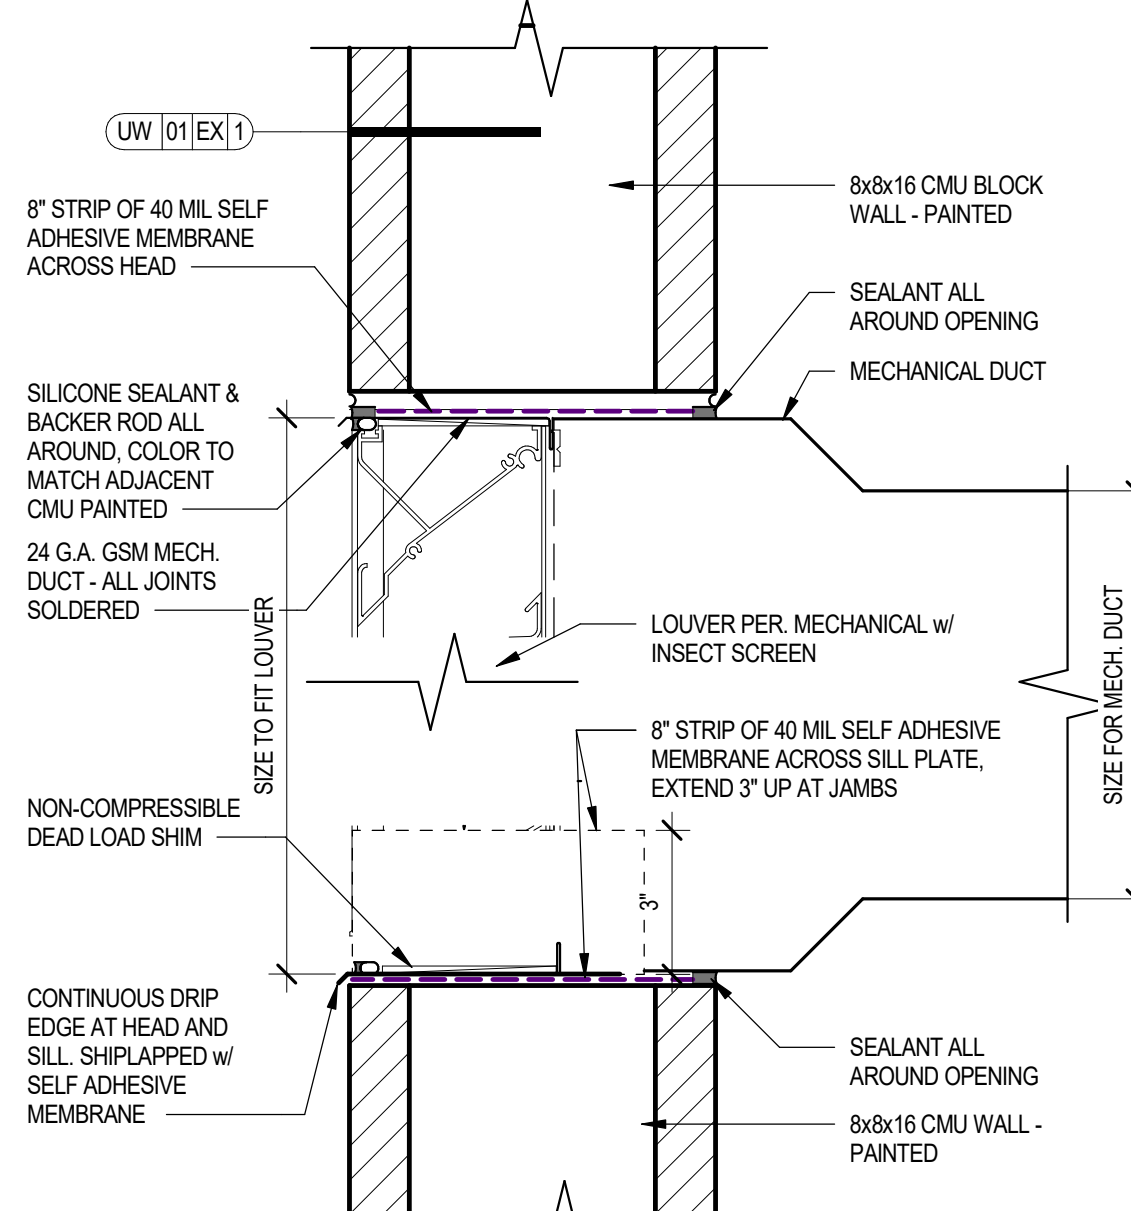 UW 01 EX 1
8" STRIP OF 40 MIL SELF
ADHESIVE MEMBRANE
ACROSS HEAD
SILICONE SEALANT &
BACKER ROD ALL
AROUND, COLOR TO
MATCH ADJACENT
CMU PAINTED
24 G.A. GSM MECH.
DUCT - ALL JOINTS
SOLDERED
SIZE TO FIT LOUVER
NON-COMPRESSIBLE
DEAD LOAD SHIM
CONTINUOUS DRIP
EDGE AT HEAD AND
SILL. SHIPLAPPED w/
SELF ADHESIVE
MEMBRANE
8x8x16 CMU BLOCK
WALL - PAINTED
SEALANT ALL
AROUND OPENING
MECHANICAL DUCT
LOUVER PER. MECHANICAL w/
INSECT SCREEN
8" STRIP OF 40 MIL SELF ADHESIVE
MEMBRANE ACROSS SILL PLATE,
EXTEND 3" UP AT JAMBS
3"
SIZE FOR MECH. DUCT
SEALANT ALL
AROUND OPENING
8x8x16 CMU WALL -
PAINTED